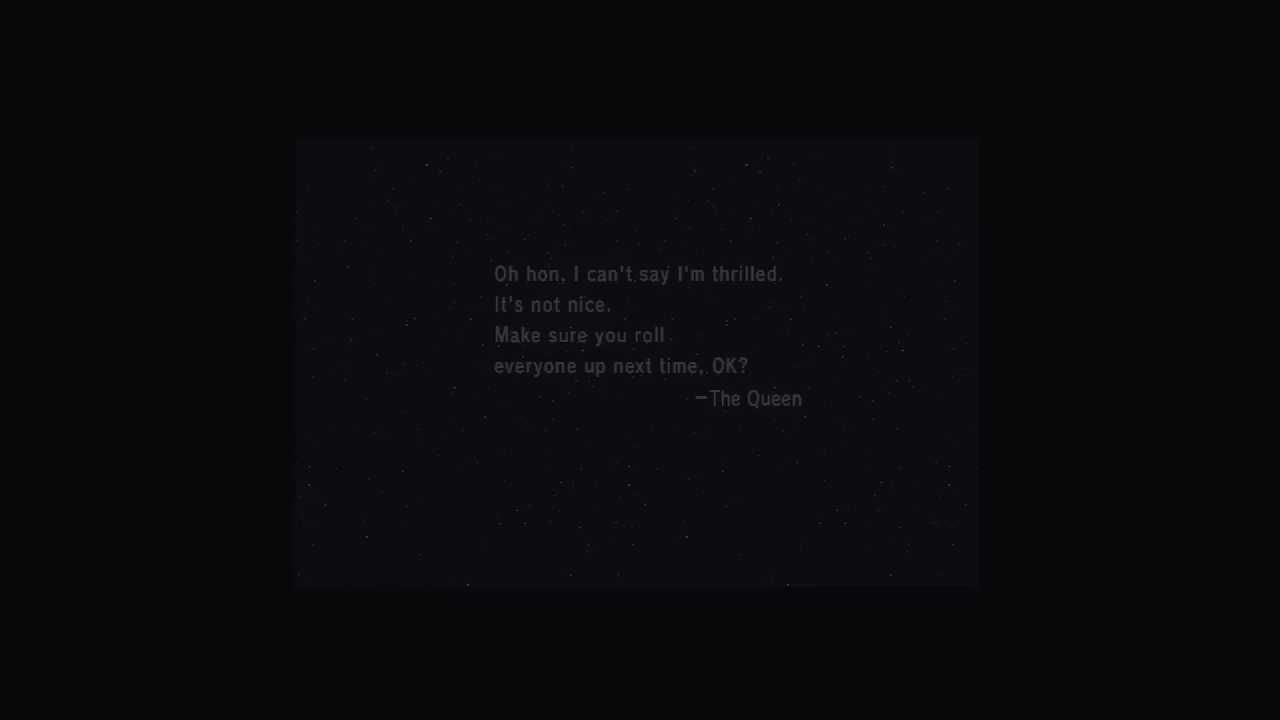 Oh hon, I can't say I'm thrilled.
It's not nice.
Make sure you roll
everyone up next time, OK?
—The Queen